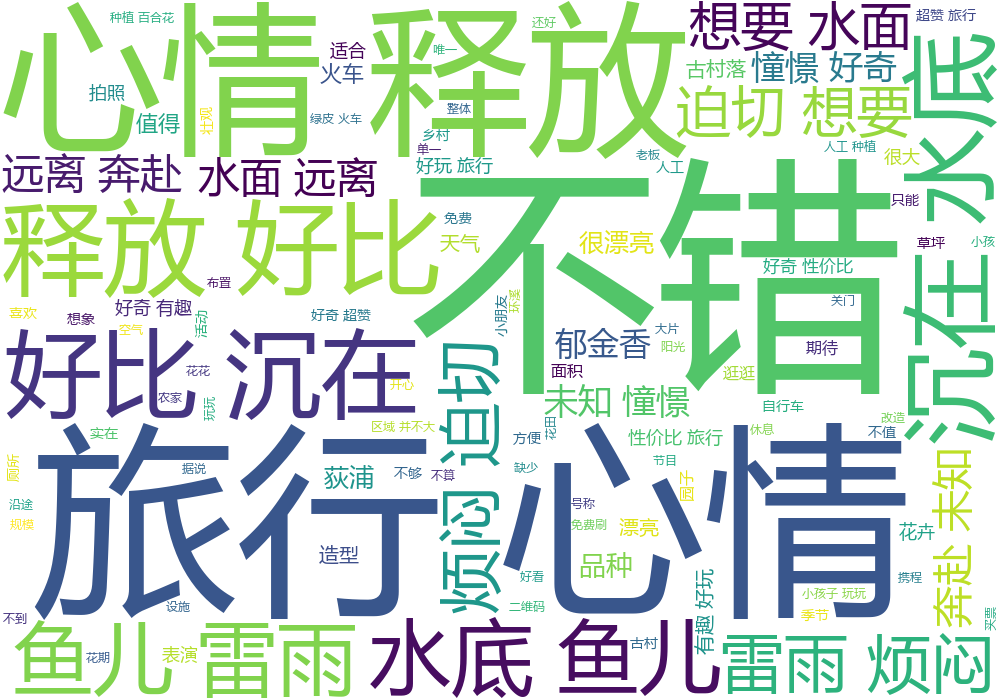 种植 百合花
心情 释放
还好
想要 水面
超赞 旅行
适合
唯一
火车
古村落
憧憬 好奇
沉在 水底
拍照
值得
壮观
绿皮 火车
整体
迫切 想要
乡村
单一
老板
人工
人工 种植
很大
远离 奔赴
水面 远离
好玩 旅行
不错
只能
释放 好比
免费
天气
很漂亮
草坪
小孩
好奇 性价比
布置
喜欢
想象
好奇 有趣
空气
活动
好奇 超赞
小朋友
环溪
关门
好比 沉在
花花
农家
玩玩
开心
烦闷 迫切
郁金香
大片
阳光
面积
期待
逛逛
未知 憧憬
自行车
改造
不值
实在
区域 并不大
方便
花田
性价比 旅行
休息
旅行 心情
厕所
据说
荻浦
不够
不算
缺少
节目
园子
奔赴 未知
沿途
规模
号称
免费刷
漂亮
花卉
造型
品种
好看
携程
设施
二维码
小孩子 玩玩
季节
有趣 好玩
不到
买票
鱼儿 雷雨
水底 鱼儿
花期
表演
古村
雷雨 烦闷